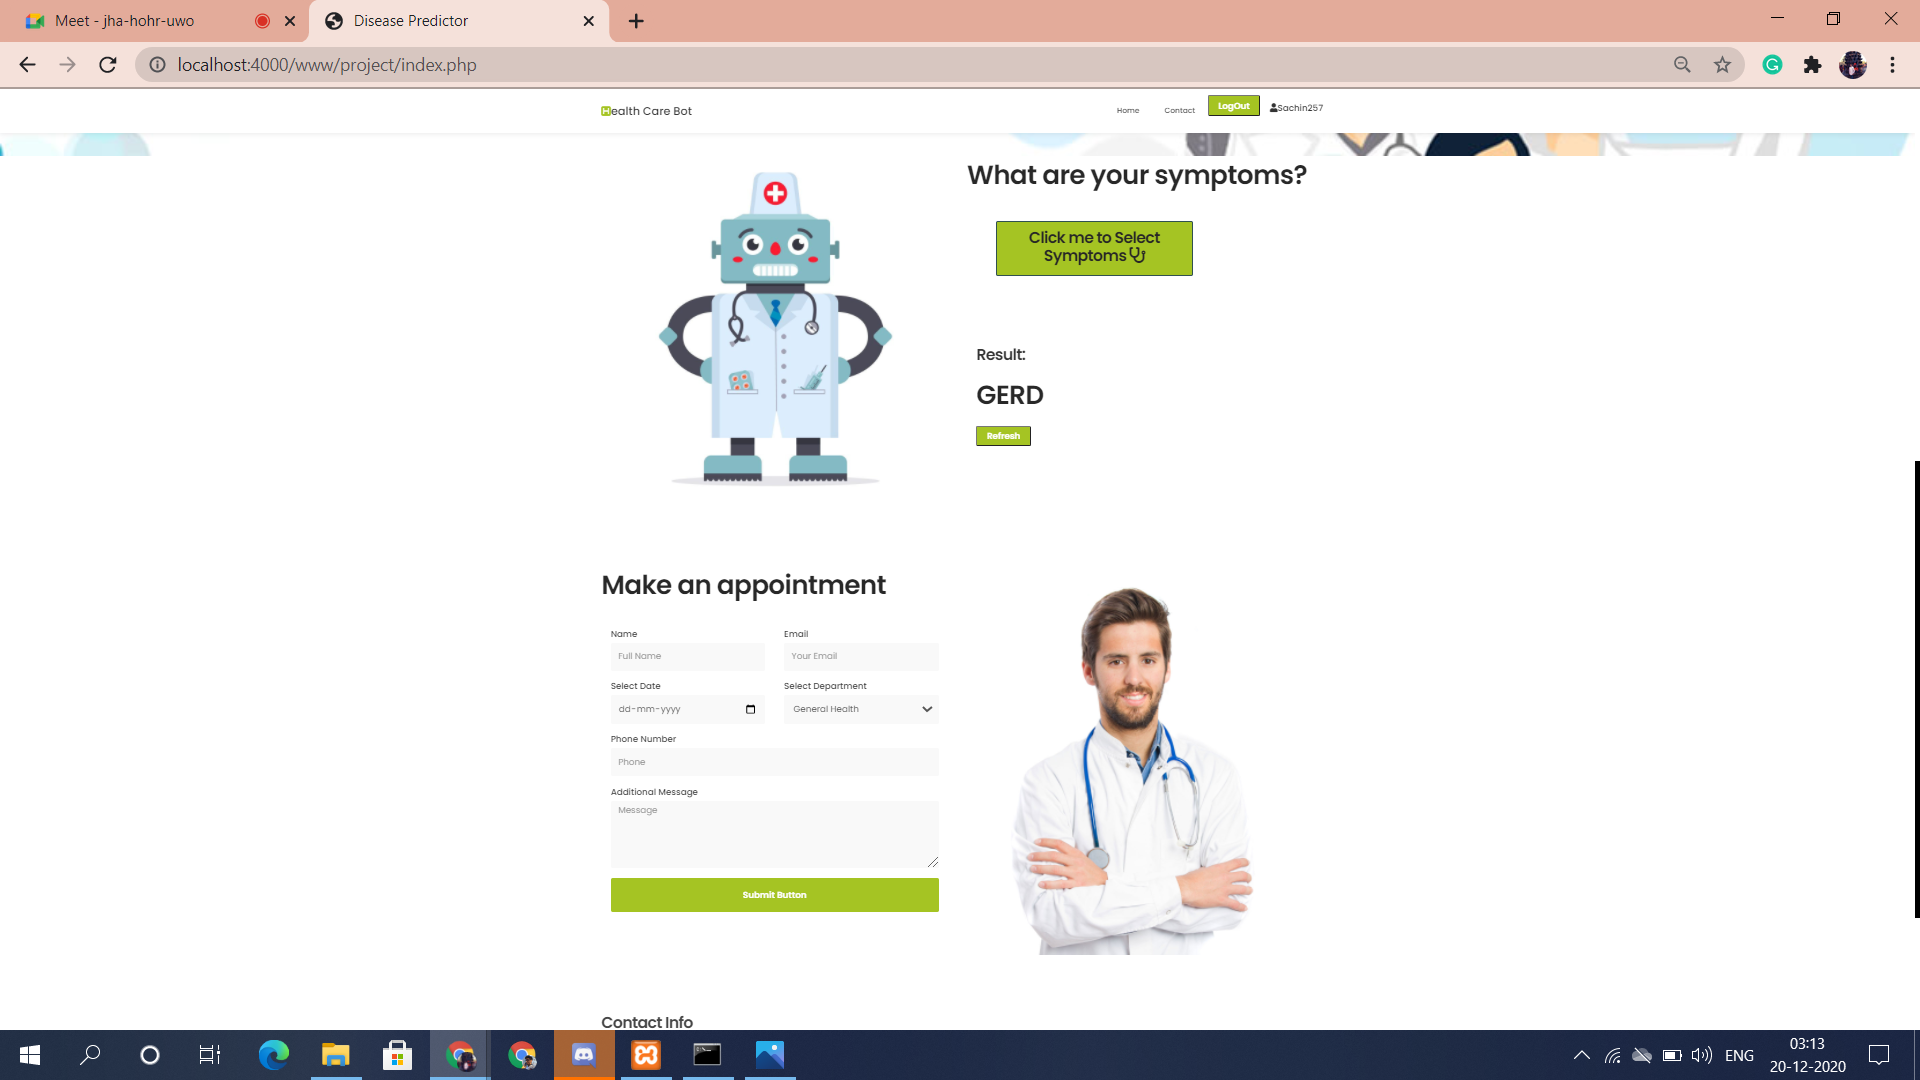 Meet - jha-hohr-uwo
Disease Predictor
localhost:4000/www/project/index.php
Health Care Bot
Home
Contact
LogOut
Sachin257
What are your symptoms?
Click me to Select
Symptoms
Result:
GERD
Refresh
Make an appointment
Name
Email
Full Name
Your Email
Select Date
Select Department
dd-mm-yyyy
General Health
Phone Number
Phone
Additional Message
Message
Submit Button
Contact Info
ENG
03:13
20-12-2020